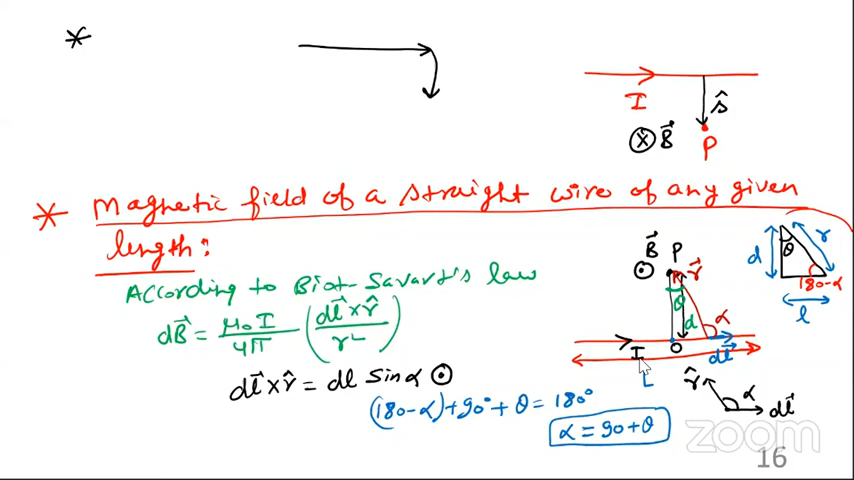 *
I
ŝ
⊗ B⃗
P
* Magnetic field of a straight wire of any given
length:
According to Biot-Savart's law
dB⃗ = μ₀I/4π (dl⃗ × r̂/r²)
dl⃗ × r̂ = dl sinα ⊙
(180-α)+90°+θ = 180°
α = 90+θ
B⃗ P
⊙
r⃗
θ
d
α
I
O
dl⃗
L
d
θ
r
180-α
l
r̂
α
dl⃗
zoom
16